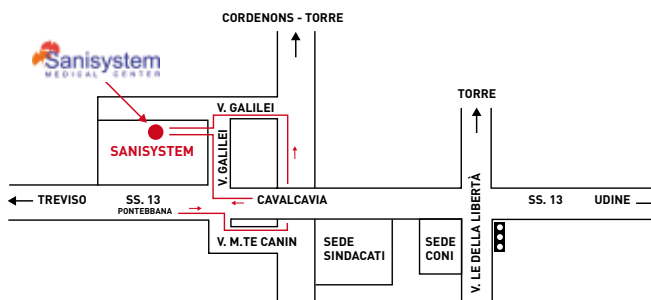 CORDENONS - TORRE
Sanisystem
MEDICAL CENTER
TORRE
V. GALILEI
V. GALILEI
SANISYSTEM
TREVISO
SS. 13
PONTEBBANA
CAVALCAVIA
SS. 13
UDINE
V. M.TE CANIN
SEDE
SINDACATI
SEDE
CONI
V. LE DELLA LIBERTÀ